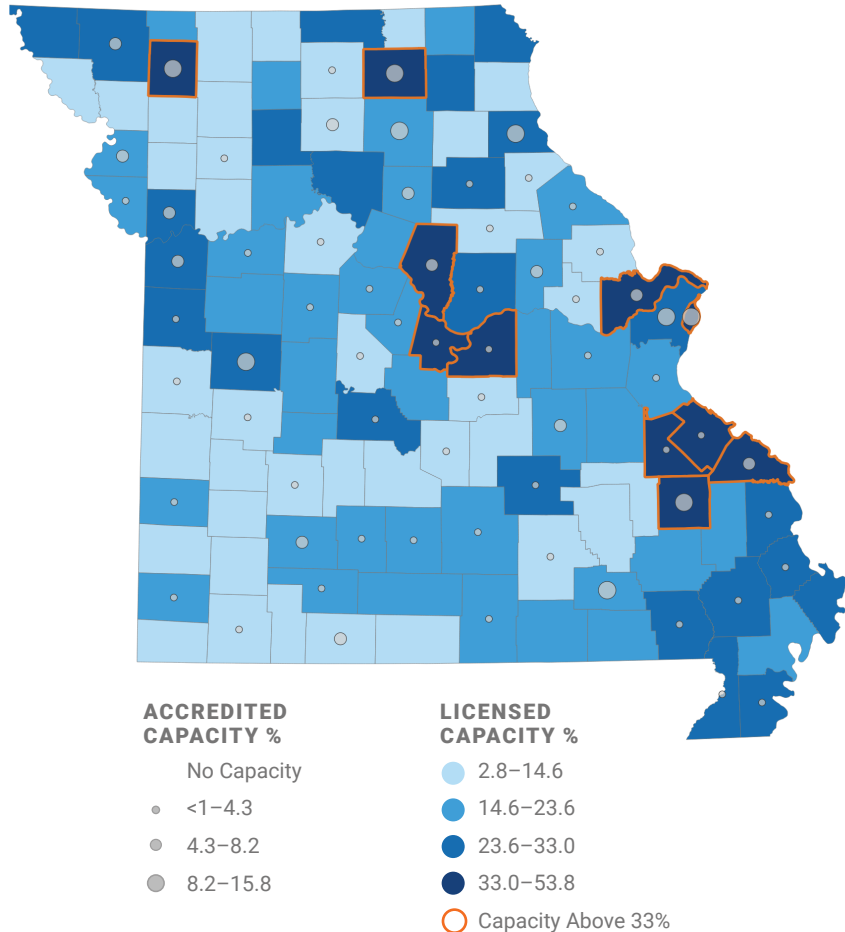 ACCREDITED
CAPACITY %
No Capacity
<1–4.3
4.3–8.2
8.2–15.8
LICENSED
CAPACITY %
2.8–14.6
14.6–23.6
23.6–33.0
33.0–53.8
Capacity Above 33%